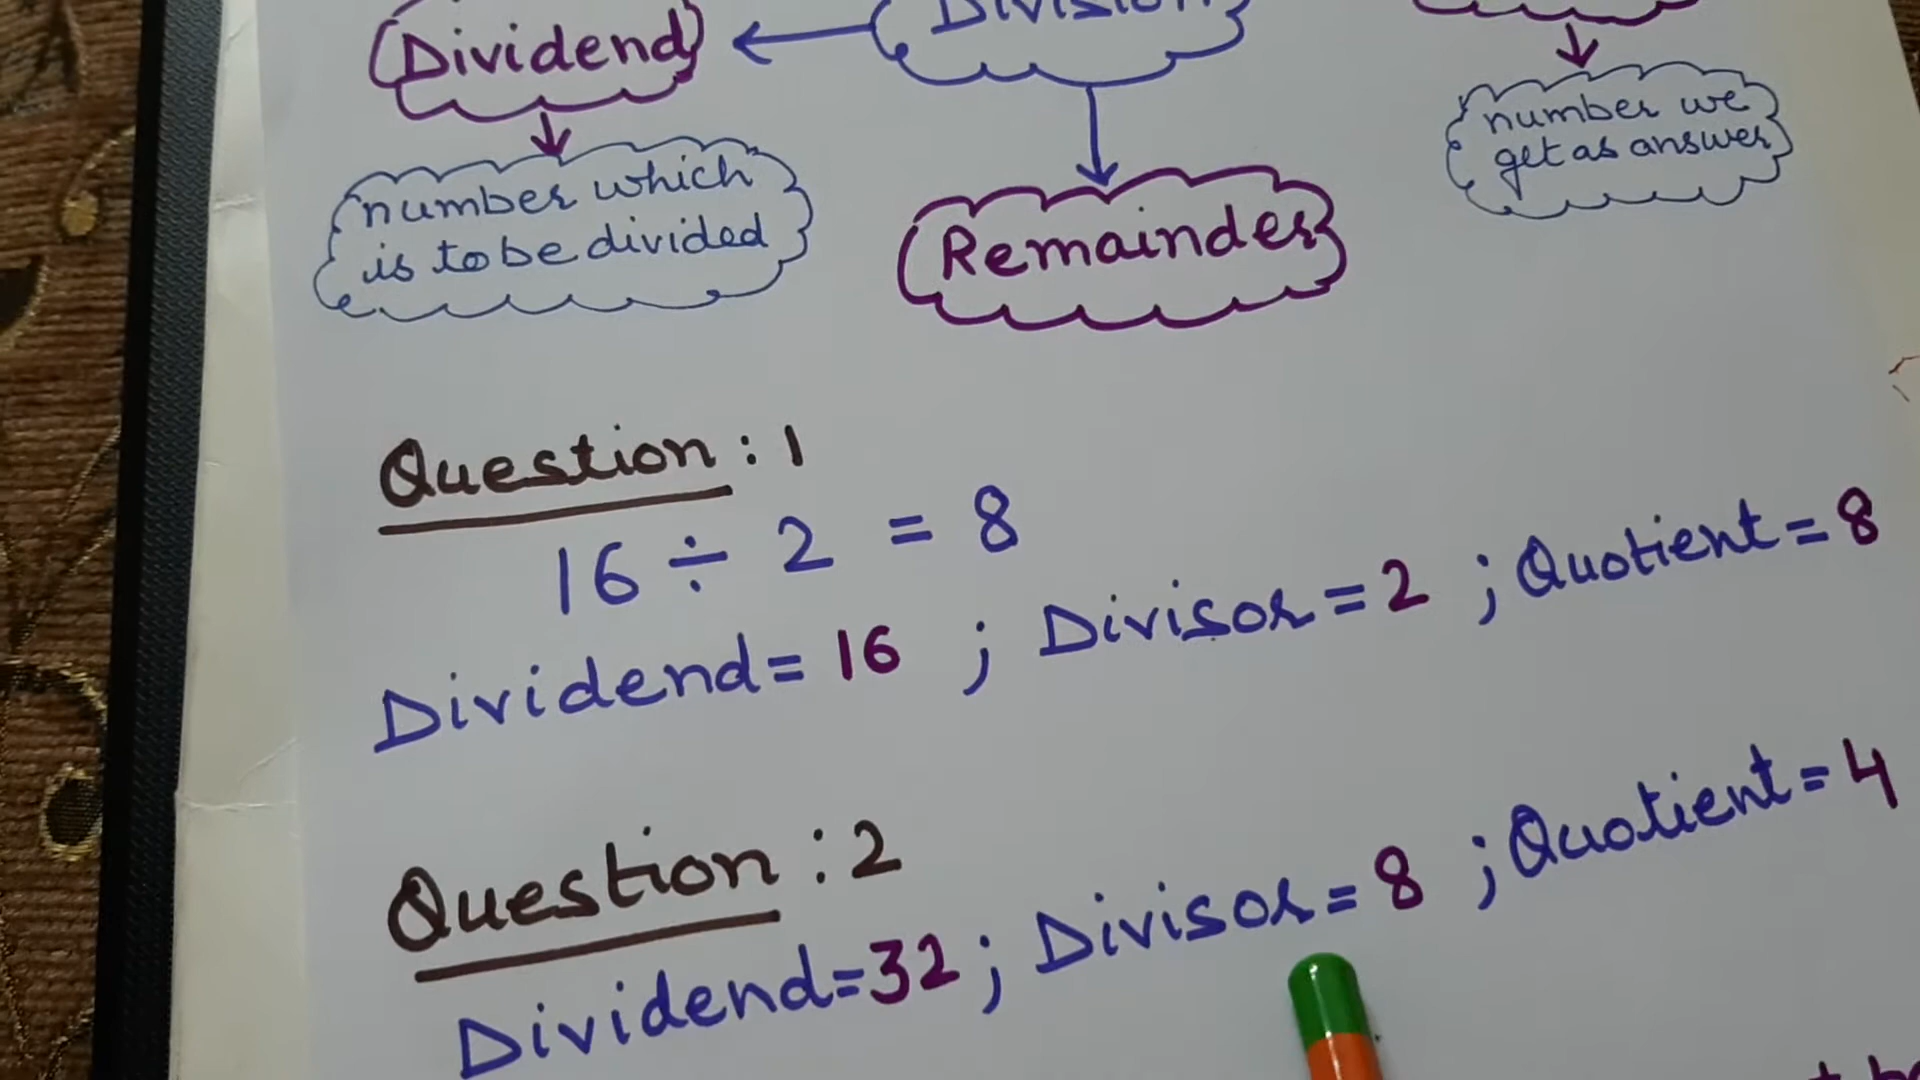 Division
Dividend
number which
is to be divided
Remainder
number we
get as answer
Question : 1
16 ÷ 2 = 8
Dividend = 16 ; Divisor = 2 ; Quotient = 8
Question : 2
Dividend = 32 ; Divisor = 8 ; Quotient = 4